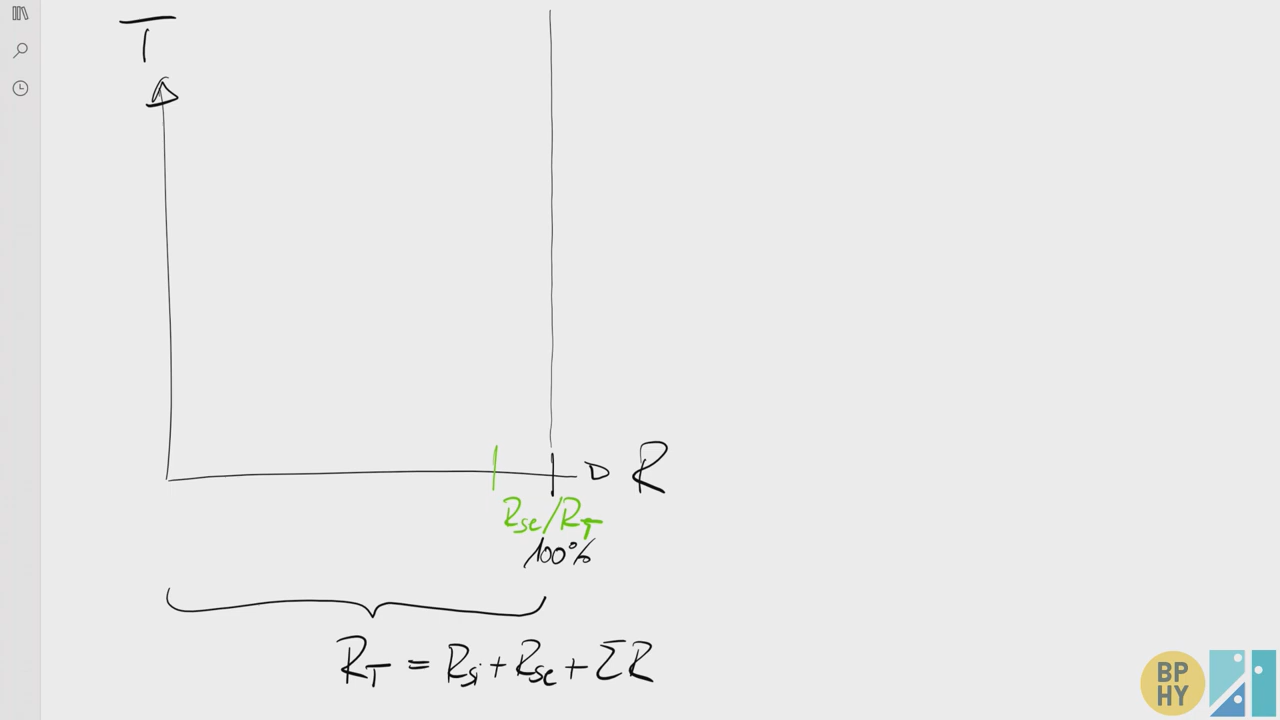 T
R
Rse/RT
100%
RT = Rsi + Rse + ΣR
BP
HY